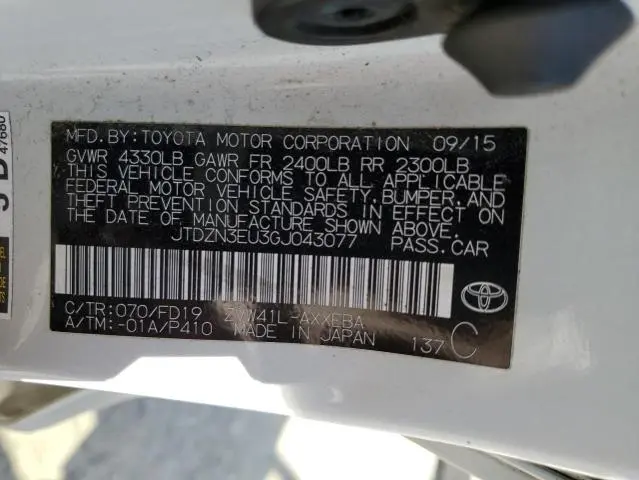 MFD.BY:TOYOTA MOTOR CORPORATION 09/15
GVWR 4330LB GAWR FR 2400LB RR 2300LB
THIS VEHICLE CONFORMS TO ALL APPLICABLE
FEDERAL MOTOR VEHICLE SAFETY,BUMPER,AND
THEFT PREVENTION STANDARDS IN EFFECT ON
THE DATE OF MANUFACTURE SHOWN ABOVE.
JTDZN3EU3GJ043077 PASS.CAR
C/TR:070/FD19 ZVW41L-AXXEBA
A/TM:-01A/P410 MADE IN JAPAN 137 C
47680